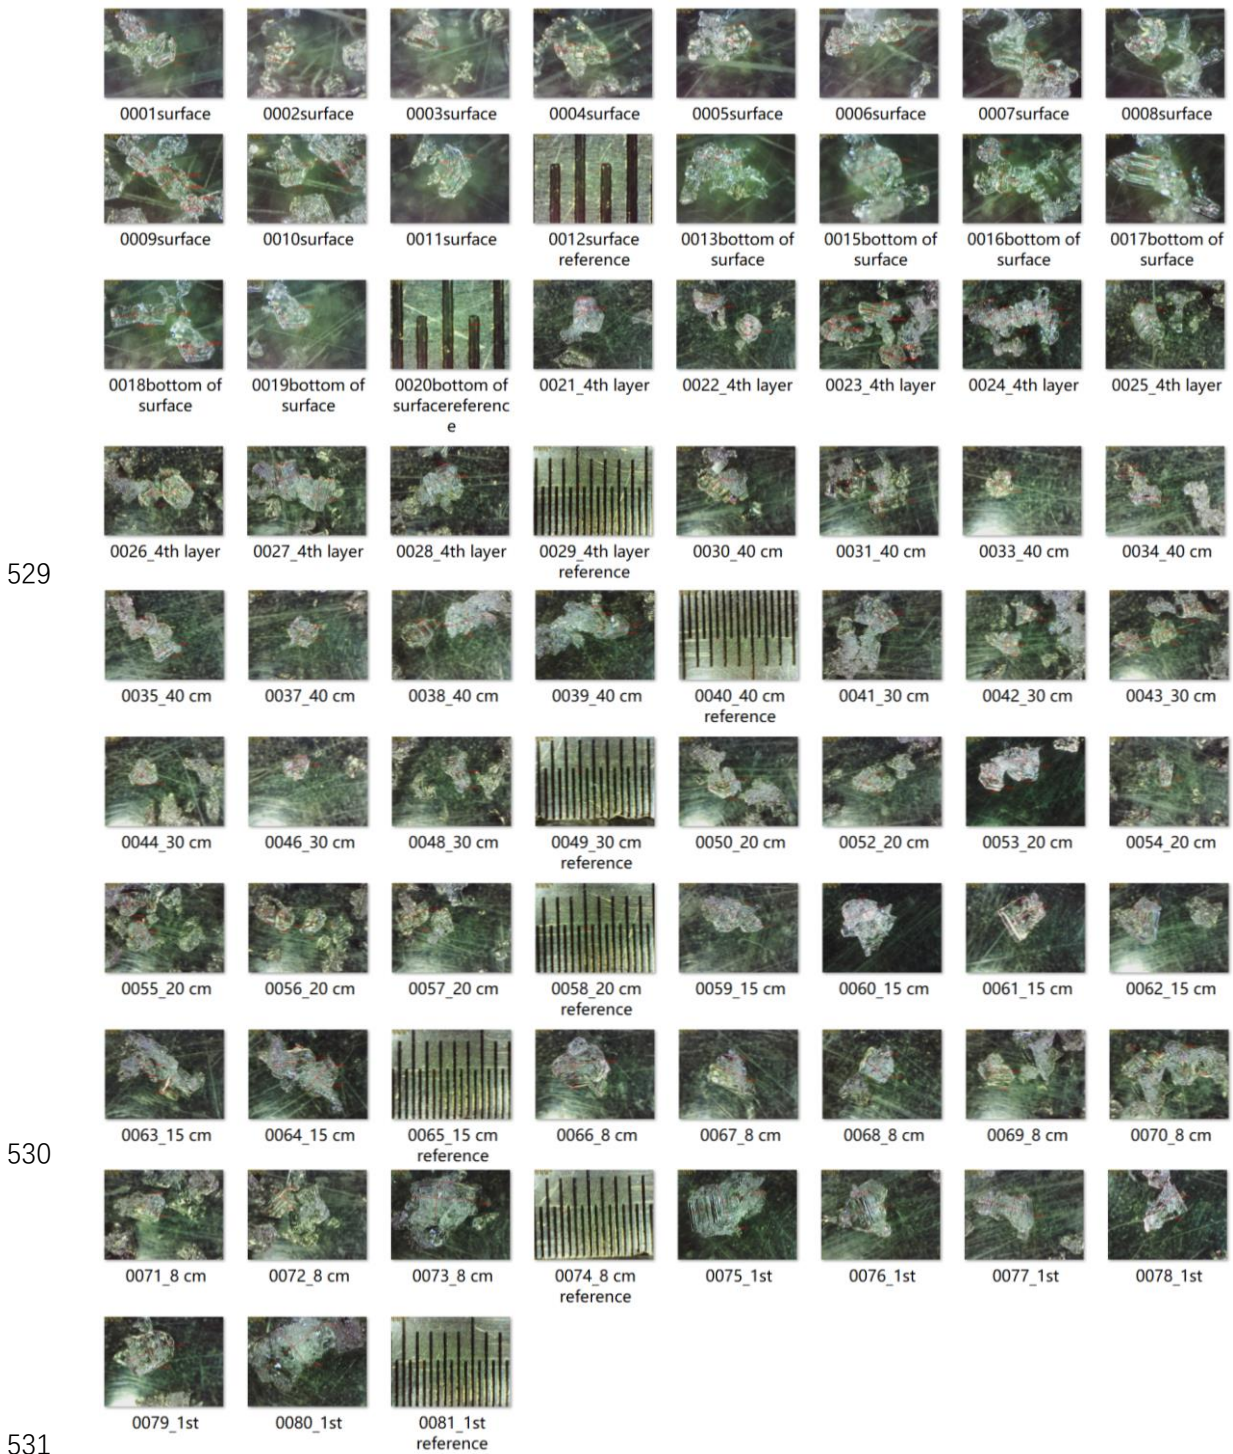 0001surface 0002surface 0003surface 0004surface 0005surface 0006surface 0007surface 0008surface
0009surface 0010surface 0011surface 0012surface 0013bottom of 0015bottom of 0016bottom of 0017bottom of
reference surface surface surface surface
0018bottom of 0019bottom of 0020bottom of 0021_4th layer 0022_4th layer 0023_4th layer 0024_4th layer 0025_4th layer
surface surface surfacereferenc
e
0026_4th layer 0027_4th layer 0028_4th layer 0029_4th layer 0030_40 cm 0031_40 cm 0033_40 cm 0034_40 cm
reference
529
0035_40 cm 0037_40 cm 0038_40 cm 0039_40 cm 0040_40 cm 0041_30 cm 0042_30 cm 0043_30 cm
reference
0044_30 cm 0046_30 cm 0048_30 cm 0049_30 cm 0050_20 cm 0052_20 cm 0053_20 cm 0054_20 cm
reference
0055_20 cm 0056_20 cm 0057_20 cm 0058_20 cm 0059_15 cm 0060_15 cm 0061_15 cm 0062_15 cm
reference
0063_15 cm 0064_15 cm 0065_15 cm 0066_8 cm 0067_8 cm 0068_8 cm 0069_8 cm 0070_8 cm
reference
530
0071_8 cm 0072_8 cm 0073_8 cm 0074_8 cm 0075_1st 0076_1st 0077_1st 0078_1st
reference
0079_1st 0080_1st 0081_1st
reference
531